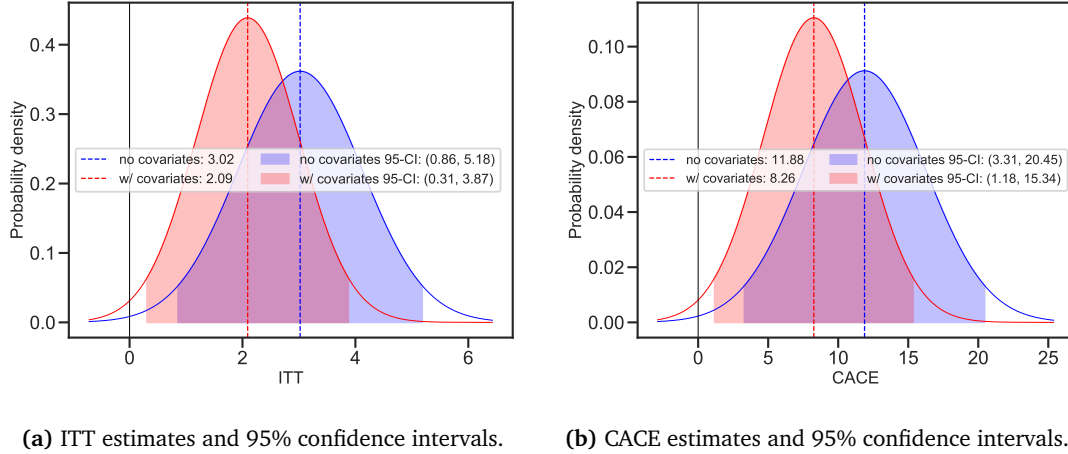 0.4
0.3
0.2
0.1
0.0
Probability density
no covariates: 3.02
w/ covariates: 2.09
no covariates 95-CI: (0.86, 5.18)
w/ covariates 95-CI: (0.31, 3.87)
0 2 4 6
ITT
(a) ITT estimates and 95% confidence intervals.
0.10
0.08
0.06
0.04
0.02
0.00
Probability density
no covariates: 11.88
w/ covariates: 8.26
no covariates 95-CI: (3.31, 20.45)
w/ covariates 95-CI: (1.18, 15.34)
0 5 10 15 20 25
CACE
(b) CACE estimates and 95% confidence intervals.